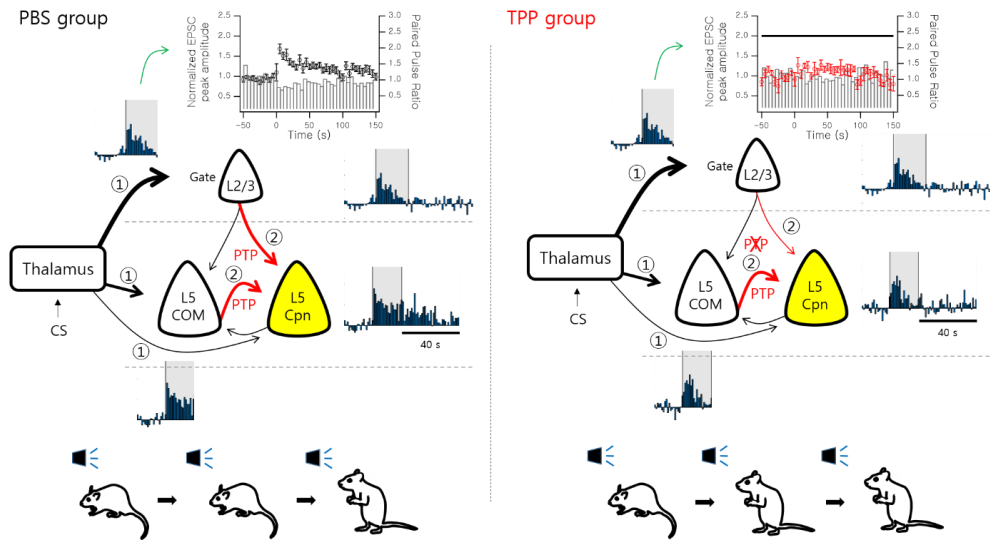 PBS group
Normalized EPSC
peak amplitude
2.5
2.0
1.5
1.0
0.5
3.0
2.5
2.0
1.5
1.0
0.5
Paired Pulse
Ratio
-50 0 50 100 150
Time (s)
①
Gate
L2/3
②
PTP
Thalamus
①
CS
L5
COM
②
PTP
L5
Cpn
①
40 s
TPP group
Normalized EPSC
peak amplitude
2.5
2.0
1.5
1.0
0.5
3.0
2.5
2.0
1.5
1.0
0.5
Paired Pulse
Ratio
-50 0 50 100 150
Time (s)
①
Gate
L2/3
②
PTP
Thalamus
①
CS
L5
COM
②
PTP
L5
Cpn
①
40 s